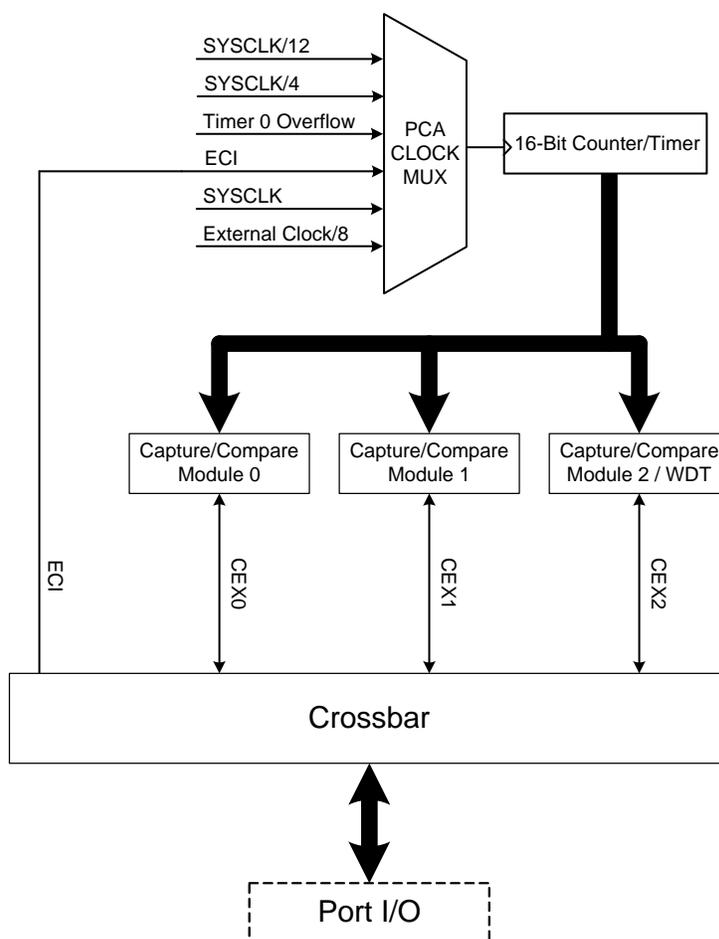 SYSCLK/12
SYSCLK/4
Timer 0 Overflow
ECI
SYSCLK
External Clock/8
PCA
CLOCK
MUX
16-Bit Counter/Timer
Capture/Compare
Module 0
Capture/Compare
Module 1
Capture/Compare
Module 2 / WDT
ECI
CEX0
CEX1
CEX2
Crossbar
Port I/O